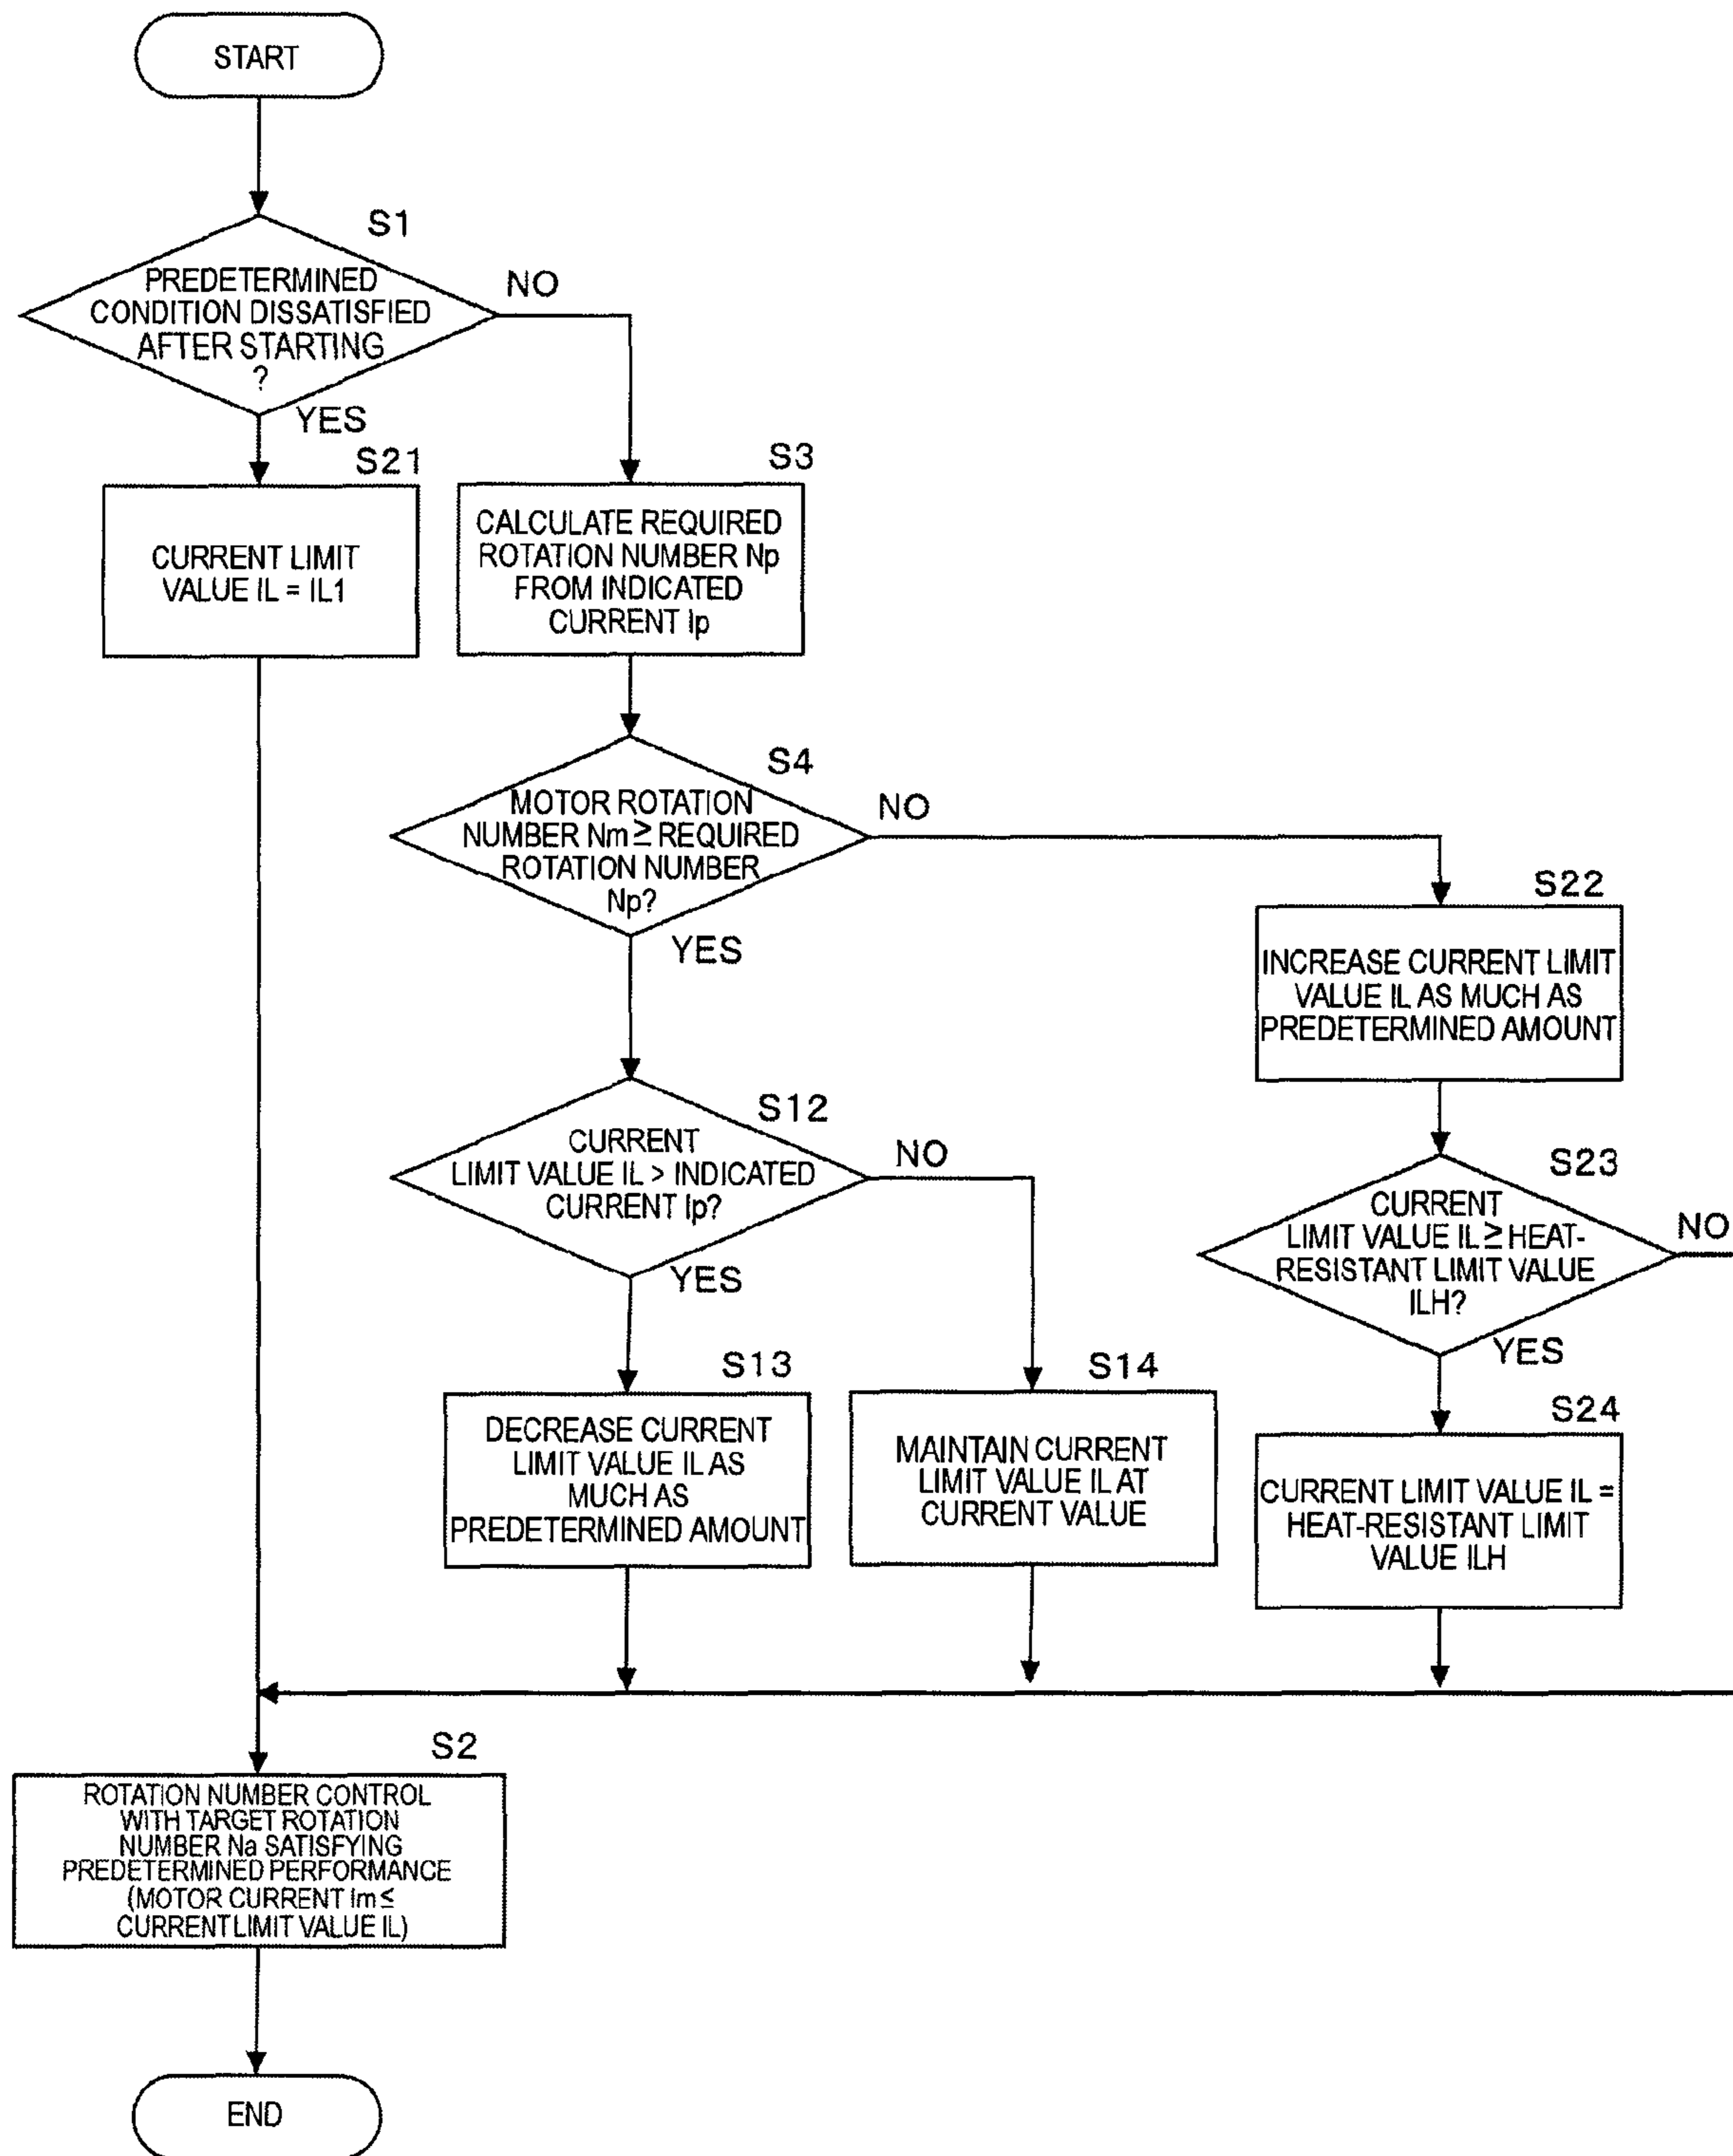 START
S1
PREDETERMINED
CONDITION DISSATISFIED
AFTER STARTING
?
NO
YES
S21
CURRENT LIMIT
VALUE IL = IL1
S3
CALCULATE REQUIRED
ROTATION NUMBER Np
FROM INDICATED
CURRENT Ip
S4
MOTOR ROTATION
NUMBER Nm ≥ REQUIRED
ROTATION NUMBER
Np?
NO
YES
S22
INCREASE CURRENT LIMIT
VALUE IL AS MUCH AS
PREDETERMINED AMOUNT
S12
CURRENT
LIMIT VALUE IL > INDICATED
CURRENT Ip?
NO
YES
S23
CURRENT
LIMIT VALUE IL ≥ HEAT-
RESISTANT LIMIT VALUE
ILH?
NO
YES
S13
DECREASE CURRENT
LIMIT VALUE IL AS
MUCH AS
PREDETERMINED AMOUNT
S14
MAINTAIN CURRENT
LIMIT VALUE IL AT
CURRENT VALUE
S24
CURRENT LIMIT VALUE IL =
HEAT-RESISTANT LIMIT
VALUE ILH
S2
ROTATION NUMBER CONTROL
WITH TARGET ROTATION
NUMBER Na SATISFYING
PREDETERMINED PERFORMANCE
(MOTOR CURRENT Im ≤
CURRENT LIMIT VALUE IL)
END